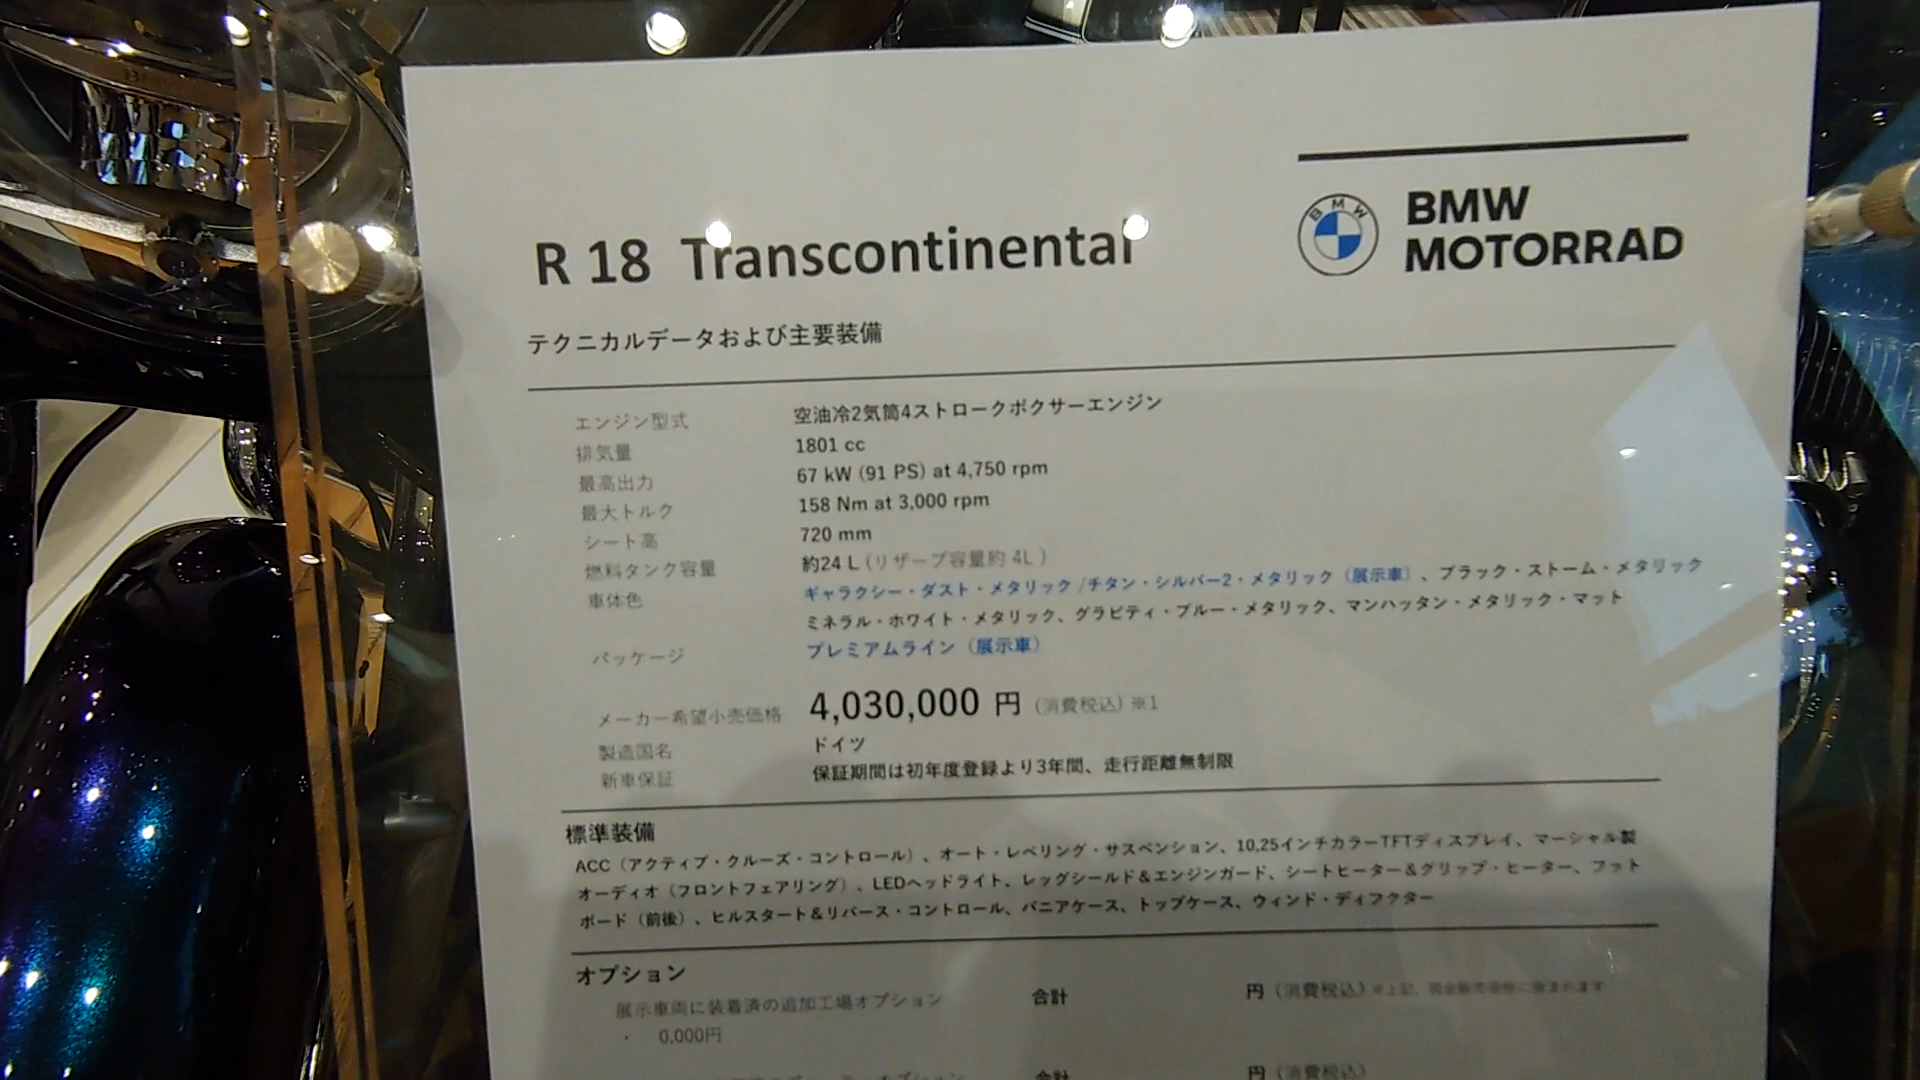 BMW
MOTORRAD
R 18 Transcontinental
テクニカルデータおよび主要装備
エンジン型式 空油冷2気筒4ストロークボクサーエンジン
排気量 1801 cc
最高出力 67 kW (91 PS) at 4,750 rpm
最大トルク 158 Nm at 3,000 rpm
シート高 720 mm
燃料タンク容量 約24 L (リザーブ容量約 4L )
車体色 ギャラクシー・ダスト・メタリック /チタン・シルバー2・メタリック（展示車）、ブラック・ストーム・メタリック
ミネラル・ホワイト・メタリック、グラビティ・ブルー・メタリック、マンハッタン・メタリック・マット
パッケージ プレミアムライン（展示車）
メーカー希望小売価格 4,030,000 円 (消費税込) ※1
製造国名 ドイツ
新車保証 保証期間は初年度登録より3年間、走行距離無制限
標準装備
ACC（アクティブ・クルーズ・コントロール）、オート・レベリング・サスペンション、10,25インチカラーTFTディスプレイ、マーシャル製
オーディオ（フロントフェアリング）、LEDヘッドライト、レッグシールド＆エンジンガード、シートヒーター＆グリップ・ヒーター、フット
ボード（前後）、ヒルスタート＆リバース・コントロール、パニアケース、トップケース、ウィンド・ディフクター
オプション
展示車両に装着済の追加工場オプション 合計 円 (消費税込)
・ 0,000円
合計 円 (消費税込)